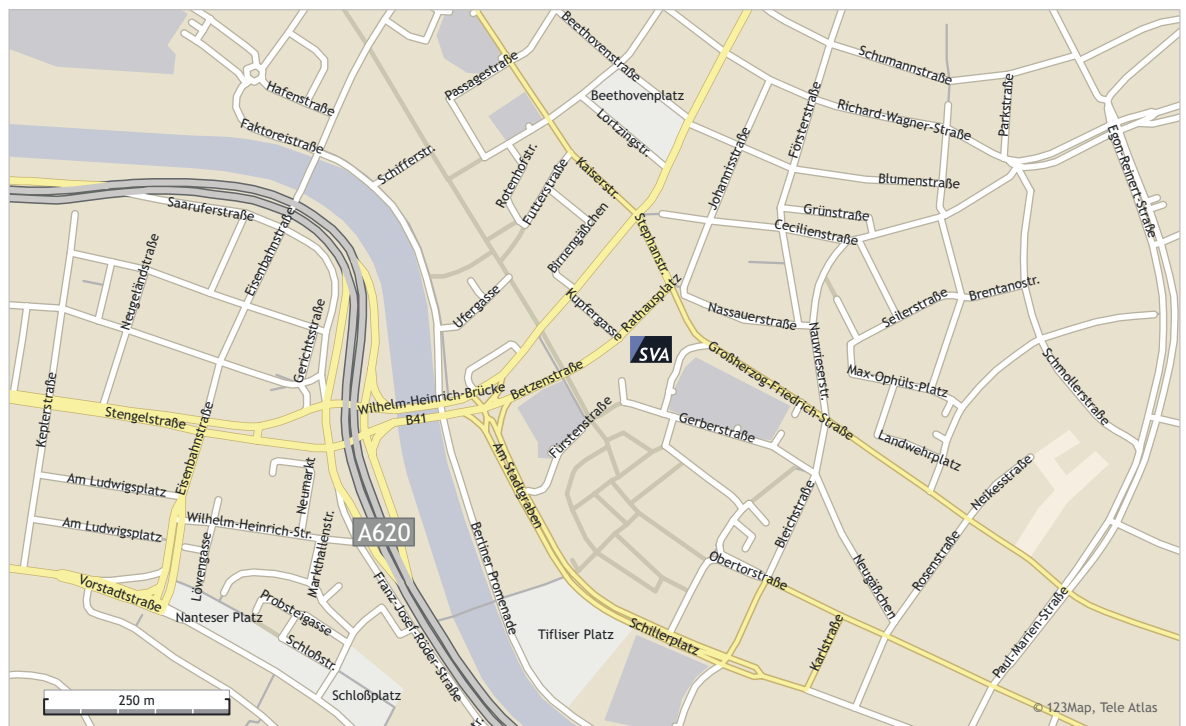 Beethovenstraße
Schumannstraße
Passagestraße
Hafenstraße
Beethovenplatz
Lortzingstr.
Richard-Wagner-Straße
Parkstraße
Försterstraße
Egon-Reinert-Straße
Faktoreistraße
Schifferstr.
Rotenhofstr.
Futterstraße
Kaiserstr.
Johannisstraße
Blumenstraße
Saaruferstraße
Birnengäßchen
Stephanstr.
Grünstraße
Cecilienstraße
Neugeländstraße
Eisenbahnstraße
Ufergasse
Kupfergasse
Rathausplatz
Nassauerstraße
Seilerstraße
Brentanostr.
Gerichtsstraße
SVA
Nauwieserstr.
Großherzog-Friedrich-Straße
Schmollerstraße
Keplerstraße
Stengelstraße
Wilhelm-Heinrich-Brücke
B41
Betzenstraße
Max-Ophüls-Platz
Eisenbahnstraße
Fürstenstraße
Gerberstraße
Landwehrplatz
Am Ludwigsplatz
Neumarkt
Am Stadtgraben
Neikesstraße
Am Ludwigsplatz
Wilhelm-Heinrich-Str.
Markthallenstr.
A620
Bleichstraße
Löwengasse
Berliner Promenade
Obertorstraße
Neugäßchen
Rosenstraße
Vorstadtstraße
Nanteser Platz
Probsteigasse
Franz-Josef-Röder-Straße
Tifliser Platz
Schillerplatz
Karlstraße
Paul-Marien-Straße
Schloßstr.
Schloßplatz
250 m
tr.
© 123Map, Tele Atlas